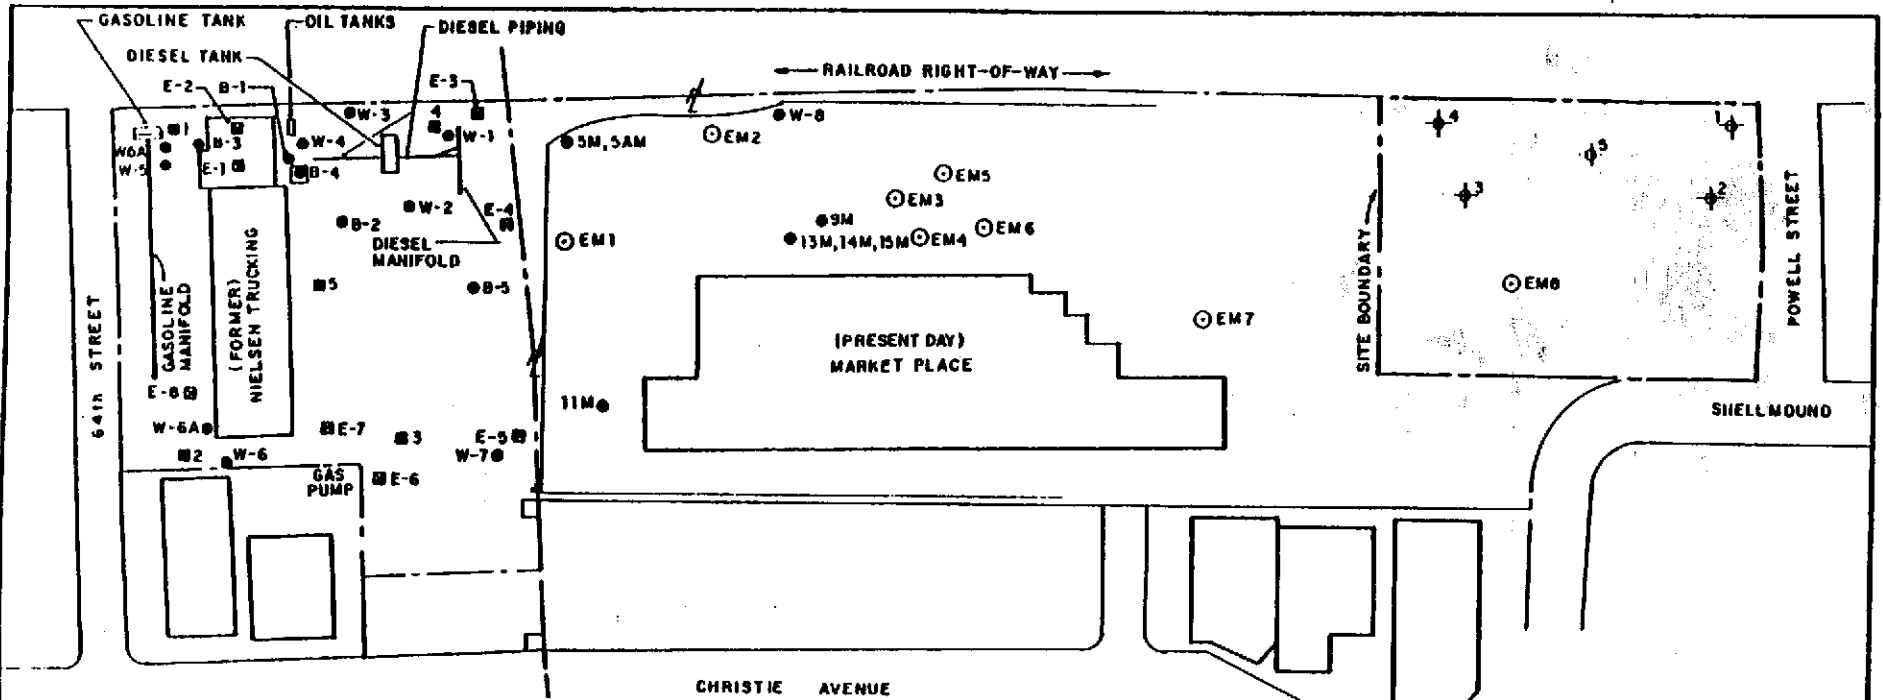 GASOLINE TANK
OIL TANKS
DIESEL PIPING
DIESEL TANK
E-2
B-1
E-3
RAILROAD RIGHT-OF-WAY
W-3
4
W-8
1
W6A
B-3
W-4
W-1
5M, 5AM
EM2
4
1
5
W-5
E-1
B-4
EM5
3
2
W-2
E-4
EM3
B-2
9M
EM6
13M, 14M, 15M
EM4
EM1
DIESEL
MANIFOLD
5
B-5
EM8
EM7
64th STREET
GASOLINE
MANIFOLD
(FORMER)
NIELSEN TRUCKING
(PRESENT DAY)
MARKET PLACE
SITE BOUNDARY
POWELL STREET
E-8
11M
SHELLMOUND
W-6A
E-7
3
E-5
2
W-6
W-7
GAS
PUMP
E-6
CHRISTIE AVENUE